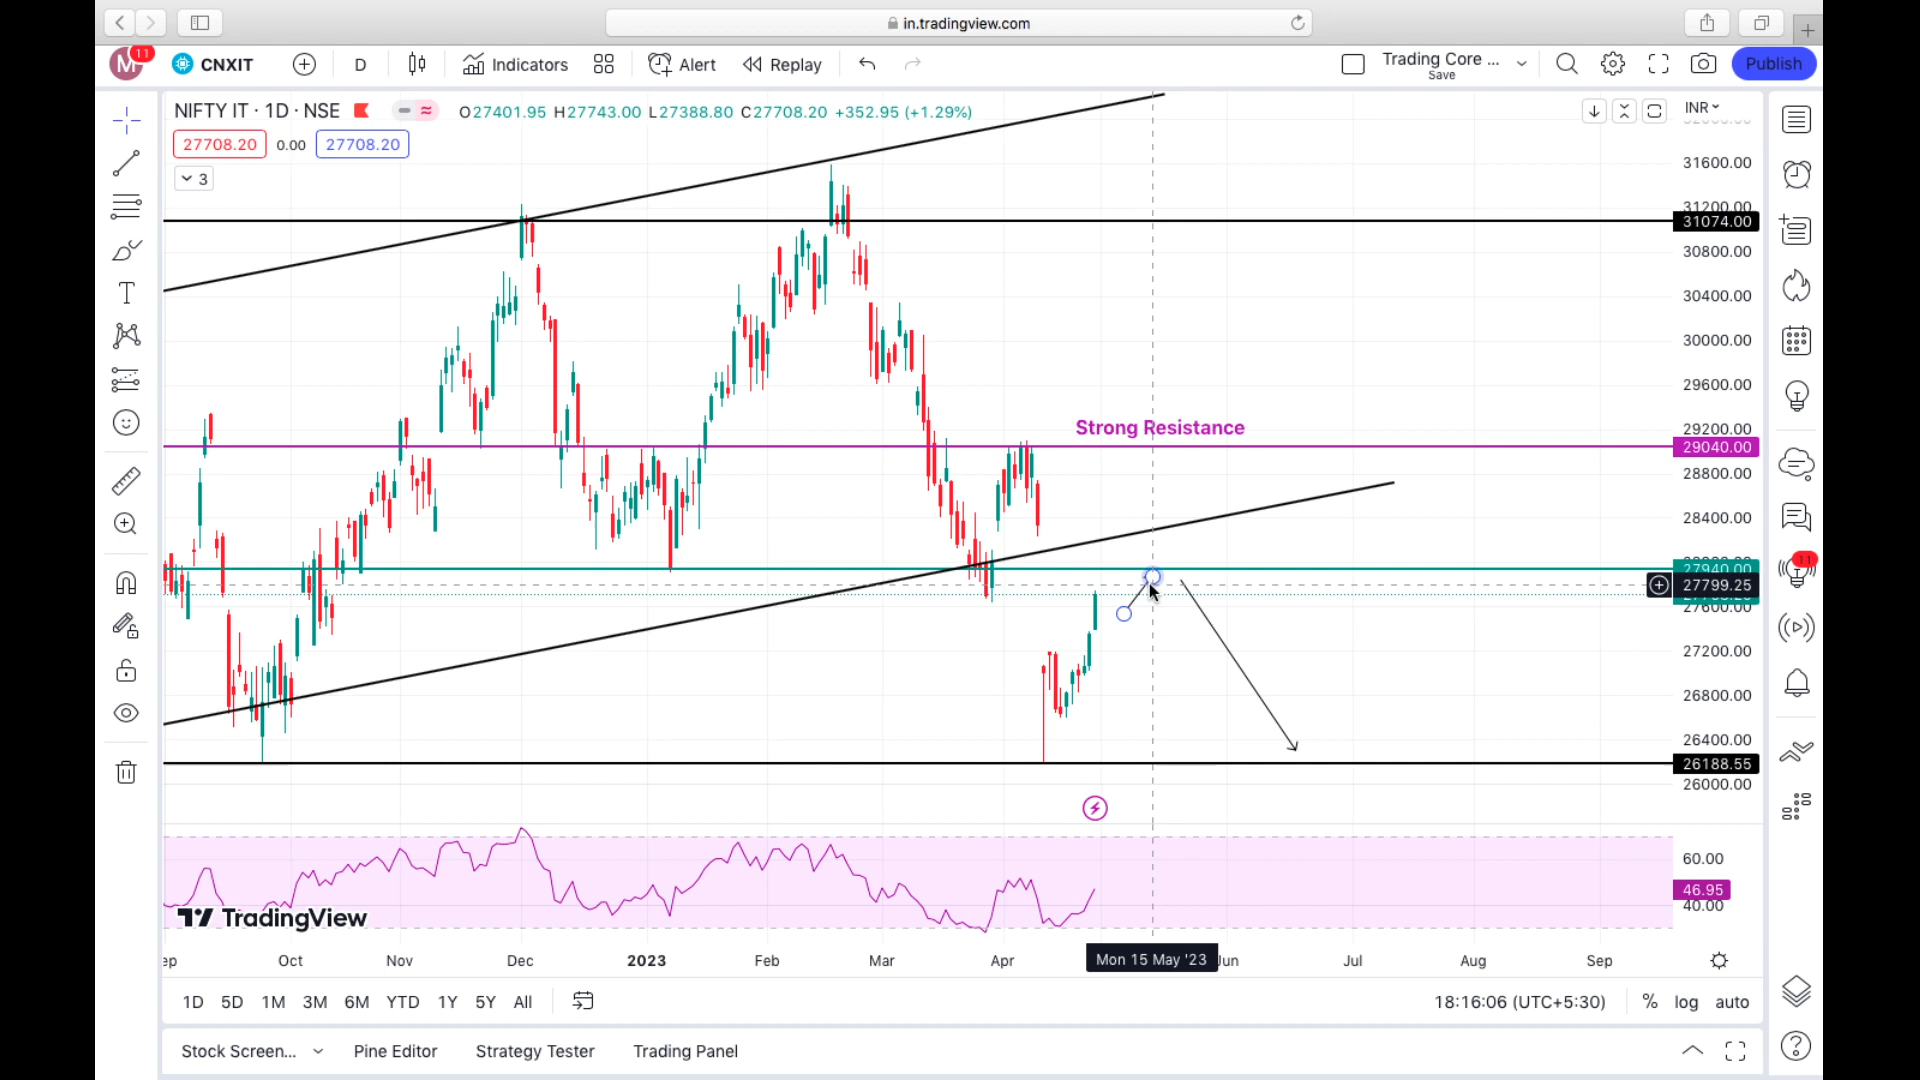 in.tradingview.com
M 11 CNXIT D Indicators Alert Replay Trading Core ... Save Publish
NIFTY IT · 1D · NSE O27401.95 H27743.00 L27388.80 C27708.20 +352.95 (+1.29%) INR
27708.20 0.00 27708.20
3
31600.00
31200.00
31074.00
30800.00
30400.00
30000.00
29600.00
29200.00
Strong Resistance
29040.00
28800.00
28400.00
27940.00
11
27799.25
27600.00
27200.00
26800.00
26400.00
26188.55
26000.00
60.00
46.95
40.00
TradingView
Oct Nov Dec 2023 Feb Mar Apr Mon 15 May '23 Jun Jul Aug Sep
1D 5D 1M 3M 6M YTD 1Y 5Y All 18:16:06 (UTC+5:30) % log auto
Stock Screen... Pine Editor Strategy Tester Trading Panel